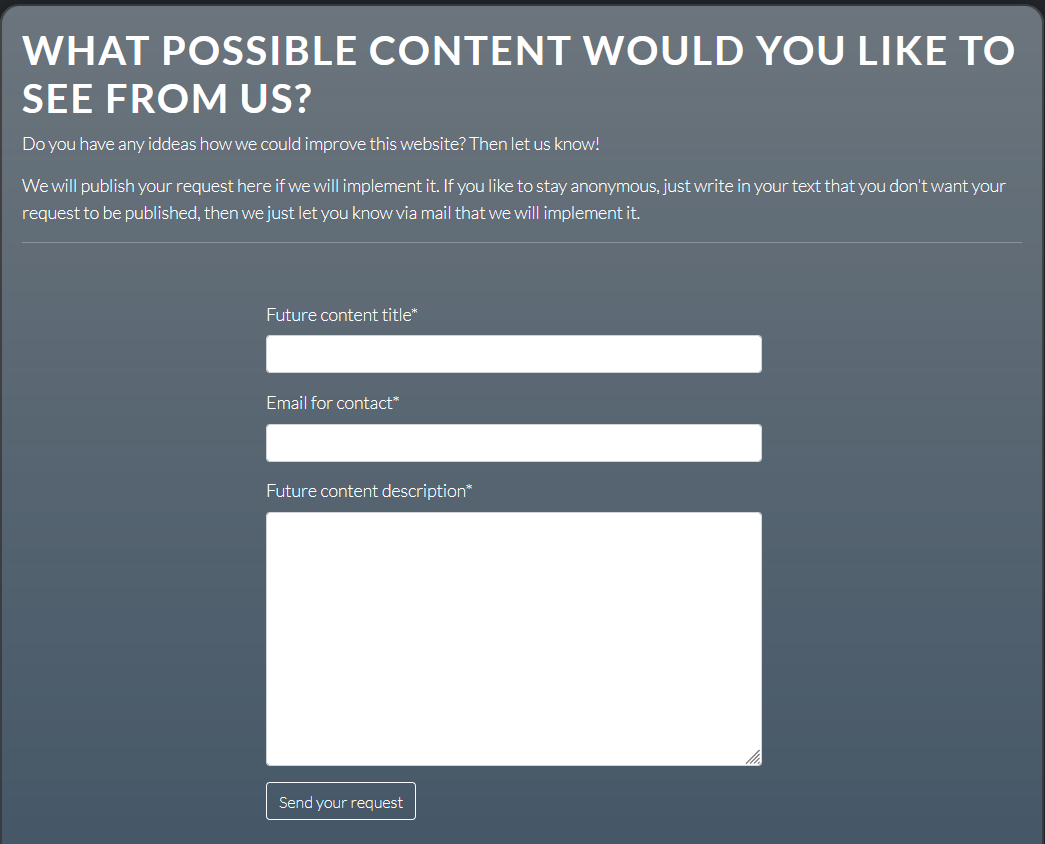 WHAT POSSIBLE CONTENT WOULD YOU LIKE TO
SEE FROM US?
Do you have any iddeas how we could improve this website? Then let us know!
We will publish your request here if we will implement it. If you like to stay anonymous, just write in your text that you don't want your
request to be published, then we just let you know via mail that we will implement it.
Future content title*
Email for contact*
Future content description*
Send your request